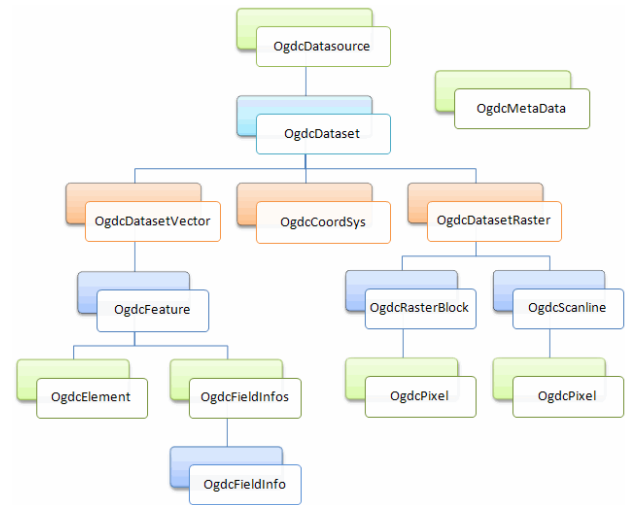 OgdcDatasource
OgdcMetaData
OgdcDataset
OgdcDatasetVector
OgdcCoordSys
OgdcDatasetRaster
OgdcFeature
OgdcRasterBlock
OgdcScanline
OgdcElement
OgdcFieldInfos
OgdcPixel
OgdcPixel
OgdcFieldInfo